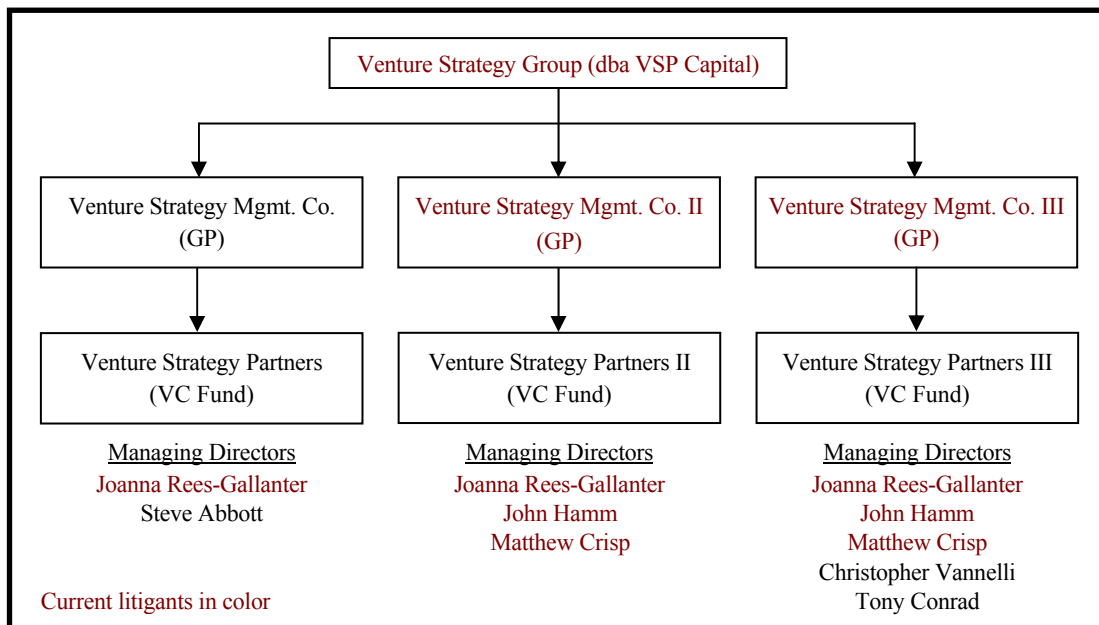 Venture Strategy Group (dba VSP Capital)
Venture Strategy Mgmt. Co.
(GP)
Venture Strategy Mgmt. Co. II
(GP)
Venture Strategy Mgmt. Co. III
(GP)
Venture Strategy Partners
(VC Fund)
Venture Strategy Partners II
(VC Fund)
Venture Strategy Partners III
(VC Fund)
Managing Directors
Joanna Rees-Gallanter
Steve Abbott
Managing Directors
Joanna Rees-Gallanter
John Hamm
Matthew Crisp
Managing Directors
Joanna Rees-Gallanter
John Hamm
Matthew Crisp
Christopher Vannelli
Tony Conrad
Current litigants in color